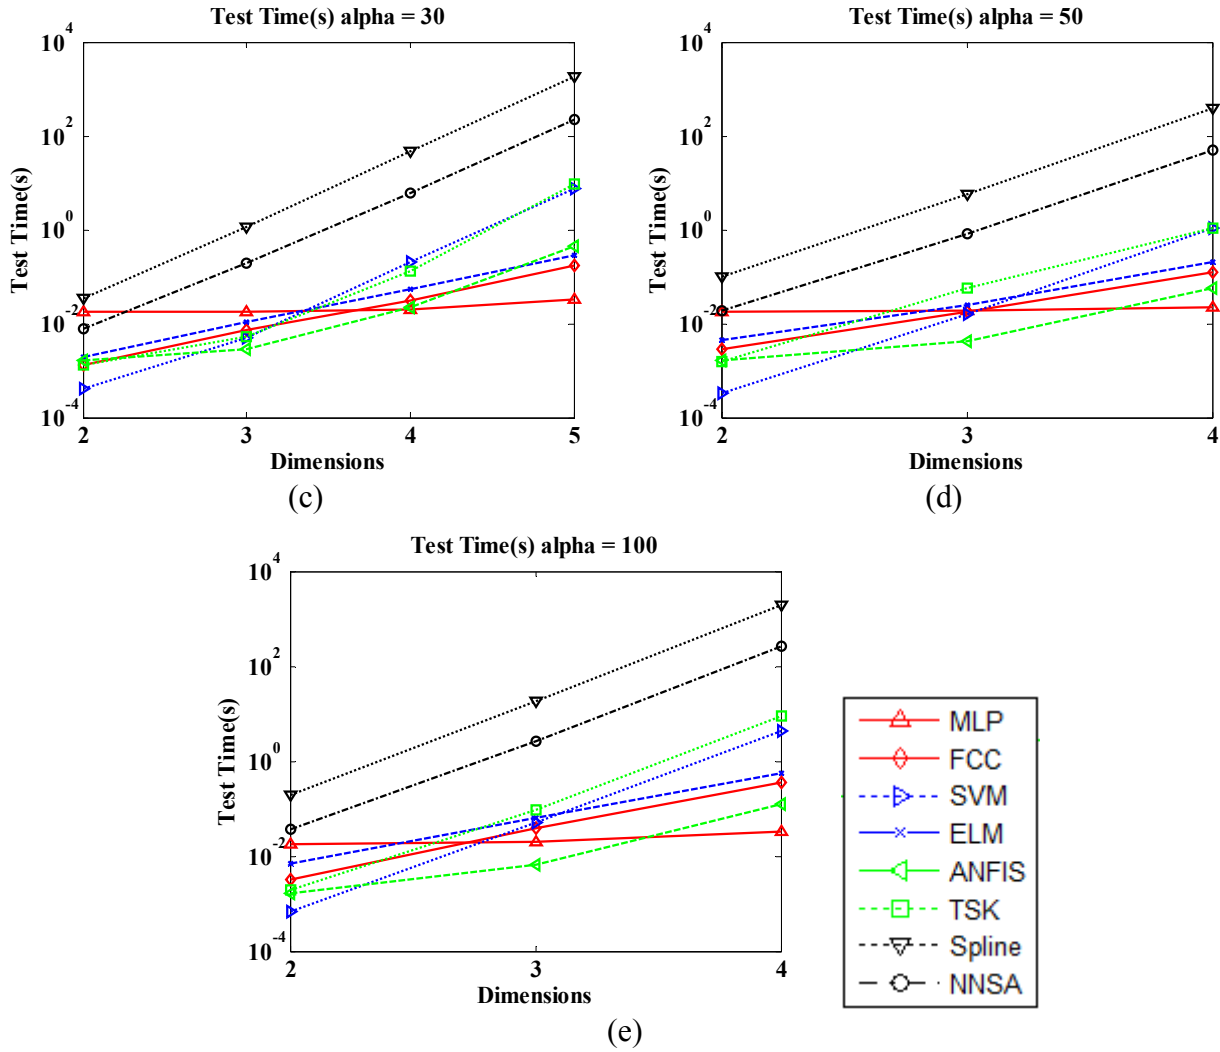 Test Time(s) alpha = 30
Test Time(s)
10^4
10^2
10^0
10^-2
10^-4
2 3 4 5
Dimensions
(c)
Test Time(s) alpha = 50
Test Time(s)
10^4
10^2
10^0
10^-2
10^-4
2 3 4
Dimensions
(d)
Test Time(s) alpha = 100
Test Time(s)
10^4
10^2
10^0
10^-2
10^-4
2 3 4
Dimensions
(e)
MLP
FCC
SVM
ELM
ANFIS
TSK
Spline
NNSA